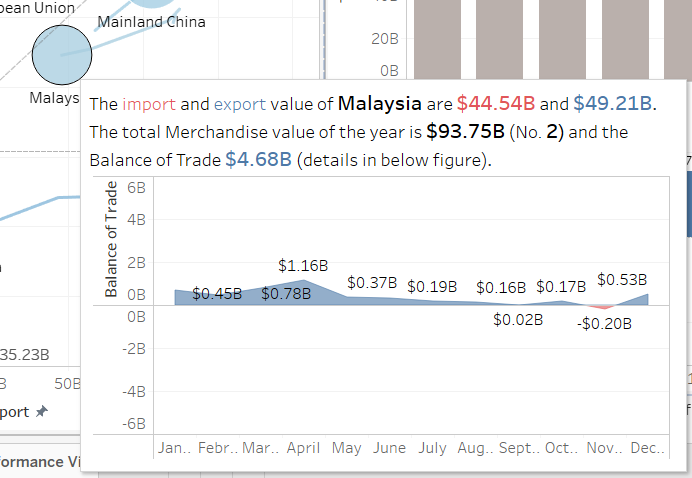 pean Union
Mainland China
Malays
20B
0B
The import and export value of Malaysia are $44.54B and $49.21B.
The total Merchandise value of the year is $93.75B (No. 2) and the
Balance of Trade $4.68B (details in below figure).
Balance of Trade
6B
4B
2B
0B
0B
-2B
-4B
-6B
$0.45B
$0.78B
$1.16B
$0.37B
$0.19B
$0.16B
$0.02B
$0.17B
-$0.20B
$0.53B
Jan.. Febr.. Mar.. April May June July Aug.. Sept.. Oct.. Nov.. Dec..
35.23B
B 50B
port
formance Vi